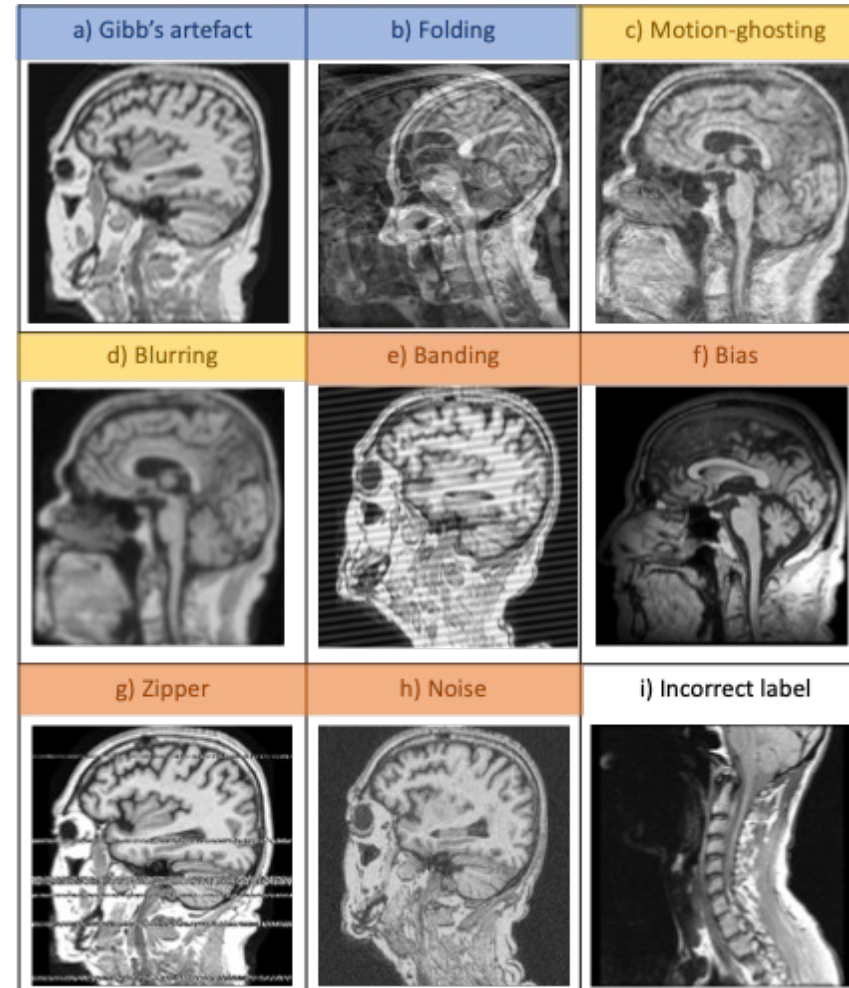 a) Gibb's artefact
b) Folding
c) Motion-ghosting
d) Blurring
e) Banding
f) Bias
g) Zipper
h) Noise
i) Incorrect label